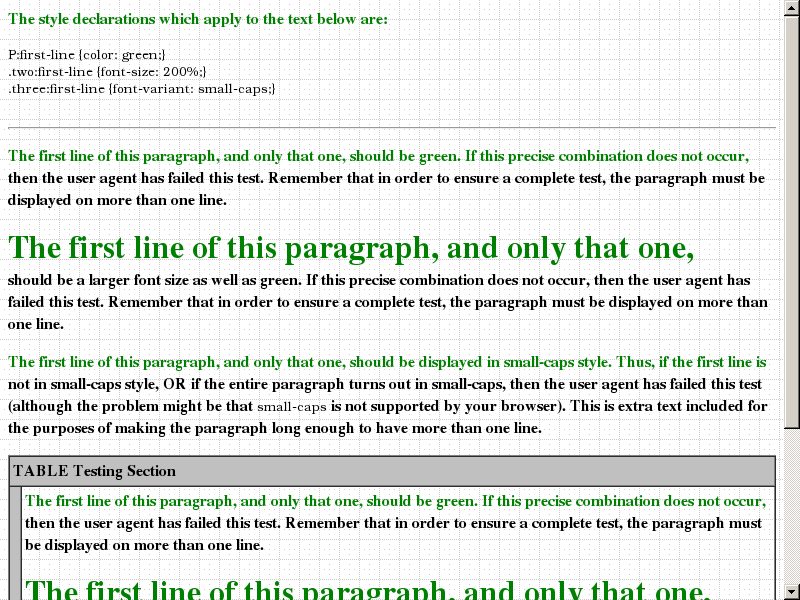 The style declarations which apply to the text below are:
P:first-line {color: green;}
.two:first-line {font-size: 200%;}
.three:first-line {font-variant: small-caps;}
The first line of this paragraph, and only that one, should be green. If this precise combination does not occur,
then the user agent has failed this test. Remember that in order to ensure a complete test, the paragraph must be
displayed on more than one line.
The first line of this paragraph, and only that one,
should be a larger font size as well as green. If this precise combination does not occur, then the user agent has
failed this test. Remember that in order to ensure a complete test, the paragraph must be displayed on more than
one line.
The first line of this paragraph, and only that one, should be displayed in small-caps style. Thus, if the first line is
not in small-caps style, OR if the entire paragraph turns out in small-caps, then the user agent has failed this test
(although the problem might be that small-caps is not supported by your browser). This is extra text included for
the purposes of making the paragraph long enough to have more than one line.
TABLE Testing Section
The first line of this paragraph, and only that one, should be green. If this precise combination does not occur,
then the user agent has failed this test. Remember that in order to ensure a complete test, the paragraph must
be displayed on more than one line.
The first line of this paragraph, and only that one,